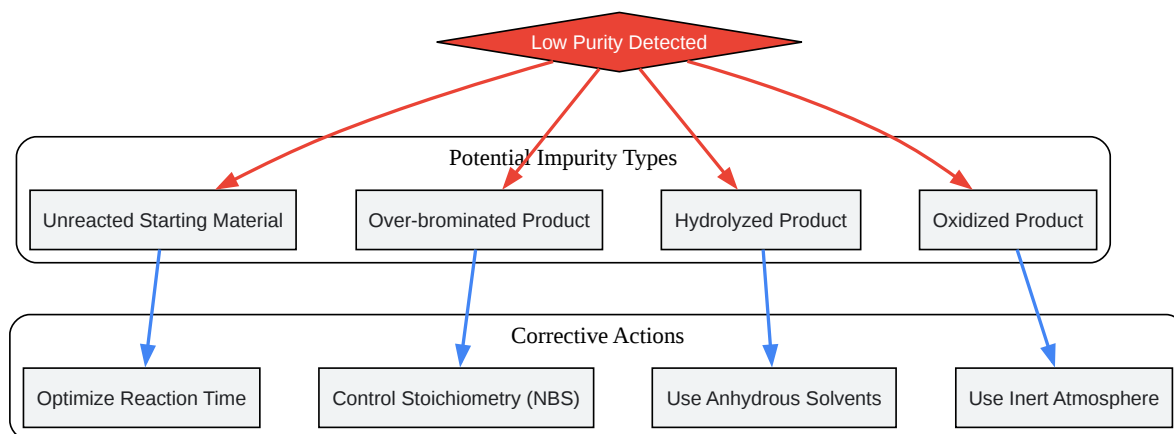 Low Purity Detected
Potential Impurity Types
Unreacted Starting Material
Over-brominated Product
Hydrolyzed Product
Oxidized Product
Corrective Actions
Optimize Reaction Time
Control Stoichiometry (NBS)
Use Anhydrous Solvents
Use Inert Atmosphere